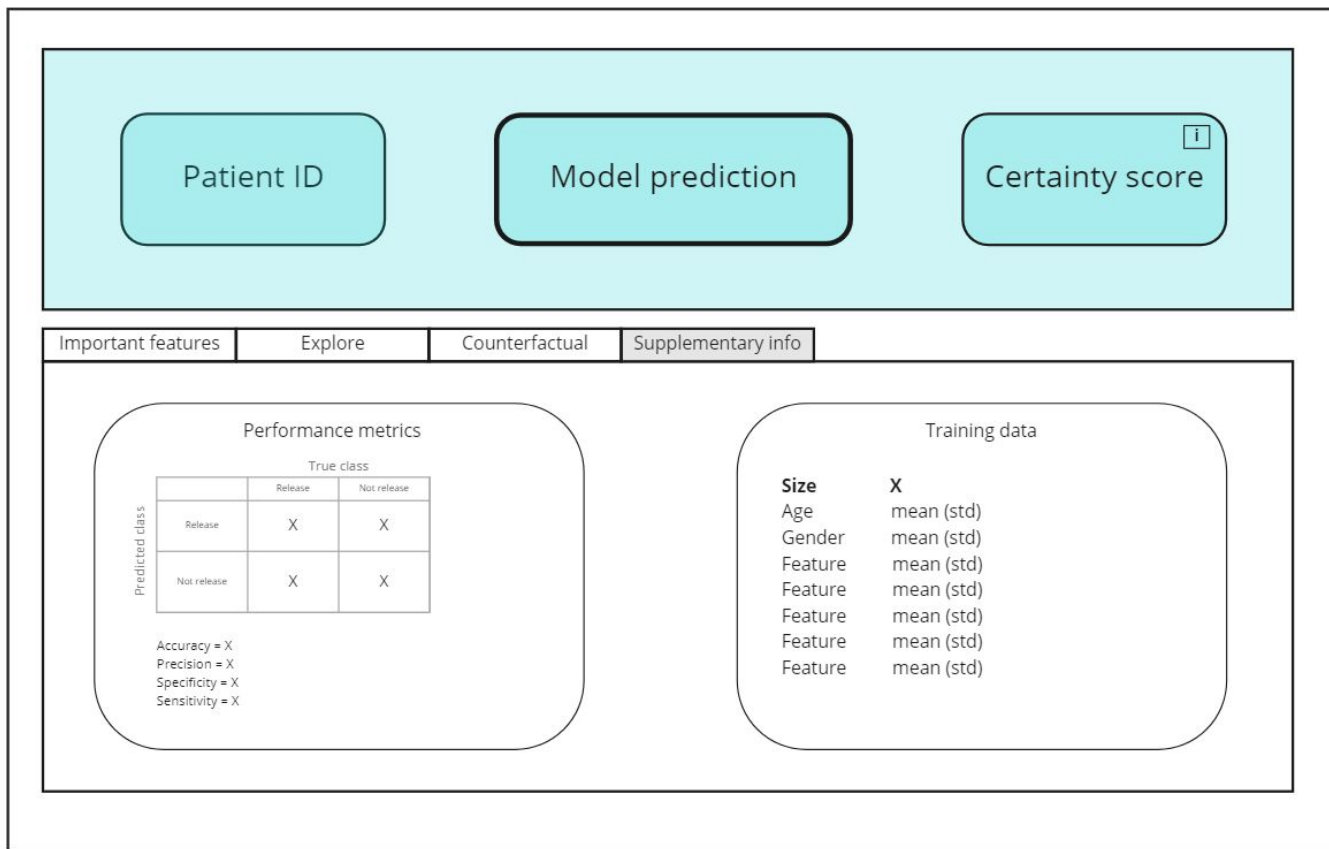 Patient ID
Model prediction
i
Certainty score
Important features
Explore
Counterfactual
Supplementary info
Performance metrics
True class
Release
Not release
Predicted class
Release
X
X
Not release
X
X
Accuracy = X
Precision = X
Specificity = X
Sensitivity = X
Training data
Size X
Age mean (std)
Gender mean (std)
Feature mean (std)
Feature mean (std)
Feature mean (std)
Feature mean (std)
Feature mean (std)